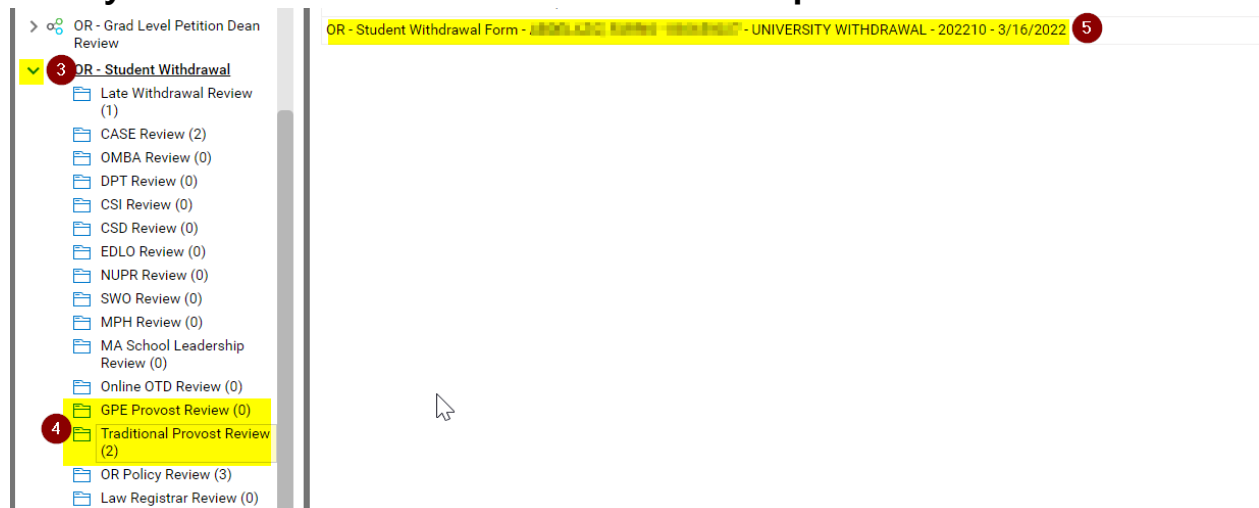 OR - Grad Level Petition Dean
Review
3 OR - Student Withdrawal
Late Withdrawal Review
(1)
CASE Review (2)
OMBA Review (0)
DPT Review (0)
CSI Review (0)
CSD Review (0)
EDLO Review (0)
NUPR Review (0)
SWO Review (0)
MPH Review (0)
MA School Leadership
Review (0)
Online OTD Review (0)
GPE Provost Review (0)
4 Traditional Provost Review
(2)
OR Policy Review (3)
Law Registrar Review (0)
OR - Student Withdrawal Form - - UNIVERSITY WITHDRAWAL - 202210 - 3/16/2022 5